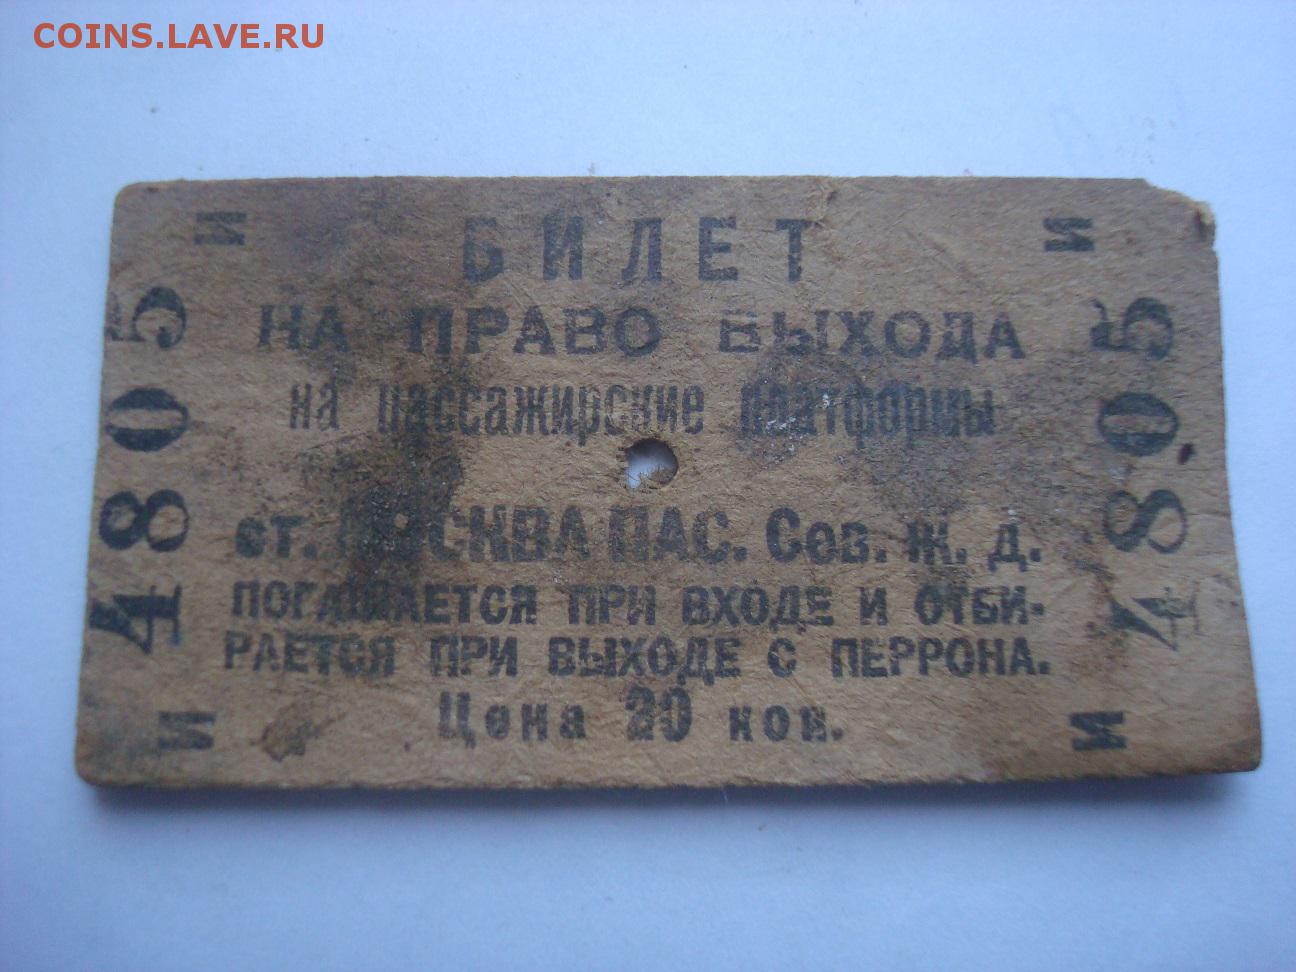 COINS.LAVE.RU
И
И
БИЛЕТ
НА ПРАВО ВЫХОДА
на пассажирские платформы
ст. МОСКВА ПАС. Сов. Ж. д.
ПОГАШАЕТСЯ ПРИ ВХОДЕ И ОТБИ-
РАЕТСЯ ПРИ ВЫХОДЕ С ПЕРРОНА.
Цена 20 коп.
И
И
4805
4805